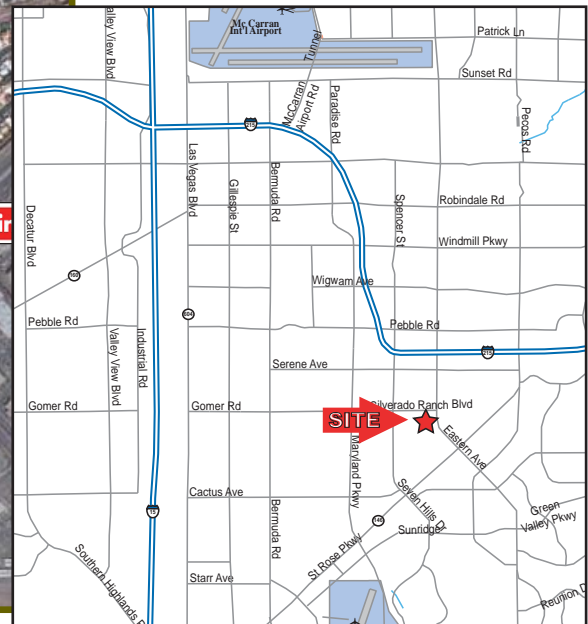 Mc Carran
Int'l Airport
Tunnel
Patrick Ln
Sunset Rd
McCarran
Airport Rd
Paradise Rd
Pecos Rd
215
Las Vegas Blvd
Gillespie St
Bermuda Rd
Spencer St
Robindale Rd
Windmill Pkwy
Decatur Blvd
160
Wigwam Ave
604
Pebble Rd
Valley View Blvd
Industrial Rd
Pebble Rd
215
Serene Ave
Gomer Rd
Gomer Rd
Silverado Ranch Blvd
SITE
Maryland Pkwy
Eastern Ave
Cactus Ave
Bermuda Rd
Seven Hills Dr
15
146
Sunridge
Green
Valley Pkwy
St Rose Pkwy
Southern Highlands
Starr Ave
Reunion D
alley View Blvd
ir